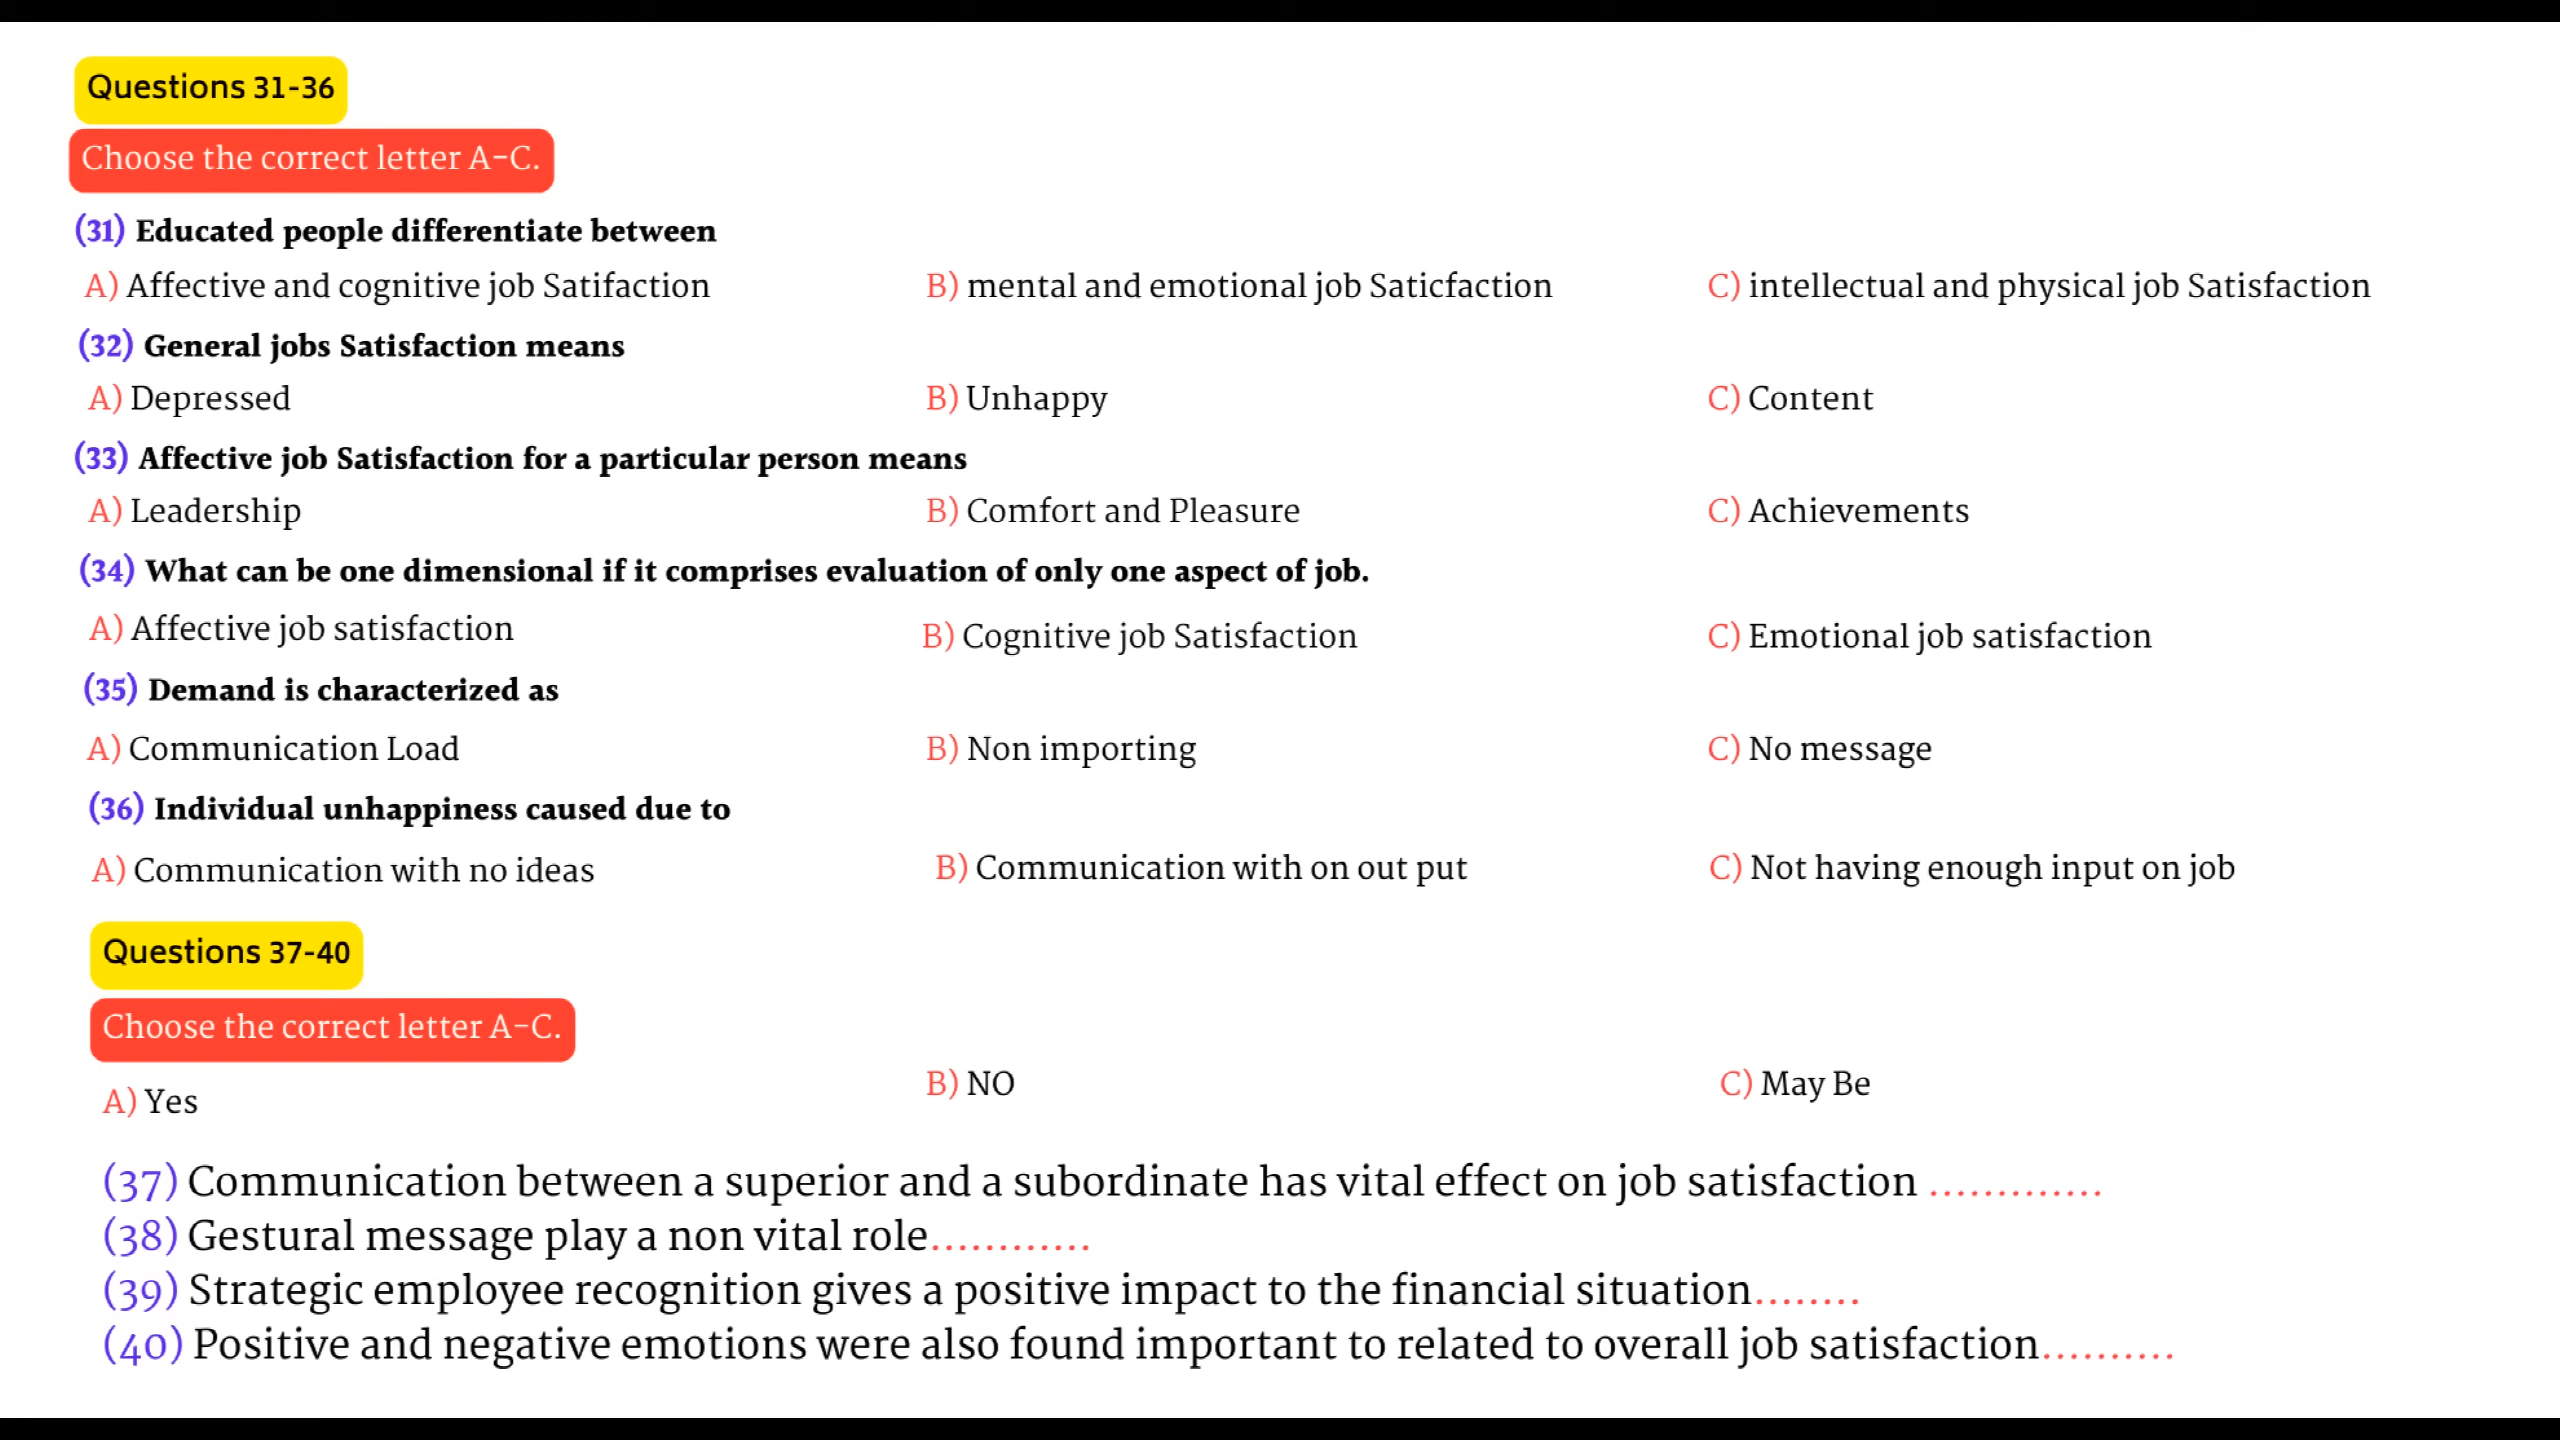 Questions 31-36
Choose the correct letter A-C.
(31) Educated people differentiate between
A) Affective and cognitive job Satifaction B) mental and emotional job Saticfaction C) intellectual and physical job Satisfaction
(32) General jobs Satisfaction means
A) Depressed B) Unhappy C) Content
(33) Affective job Satisfaction for a particular person means
A) Leadership B) Comfort and Pleasure C) Achievements
(34) What can be one dimensional if it comprises evaluation of only one aspect of job.
A) Affective job satisfaction B) Cognitive job Satisfaction C) Emotional job satisfaction
(35) Demand is characterized as
A) Communication Load B) Non importing C) No message
(36) Individual unhappiness caused due to
A) Communication with no ideas B) Communication with on out put C) Not having enough input on job
Questions 37-40
Choose the correct letter A-C.
A) Yes B) NO C) May Be
(37) Communication between a superior and a subordinate has vital effect on job satisfaction .............
(38) Gestural message play a non vital role............
(39) Strategic employee recognition gives a positive impact to the financial situation........
(40) Positive and negative emotions were also found important to related to overall job satisfaction..........